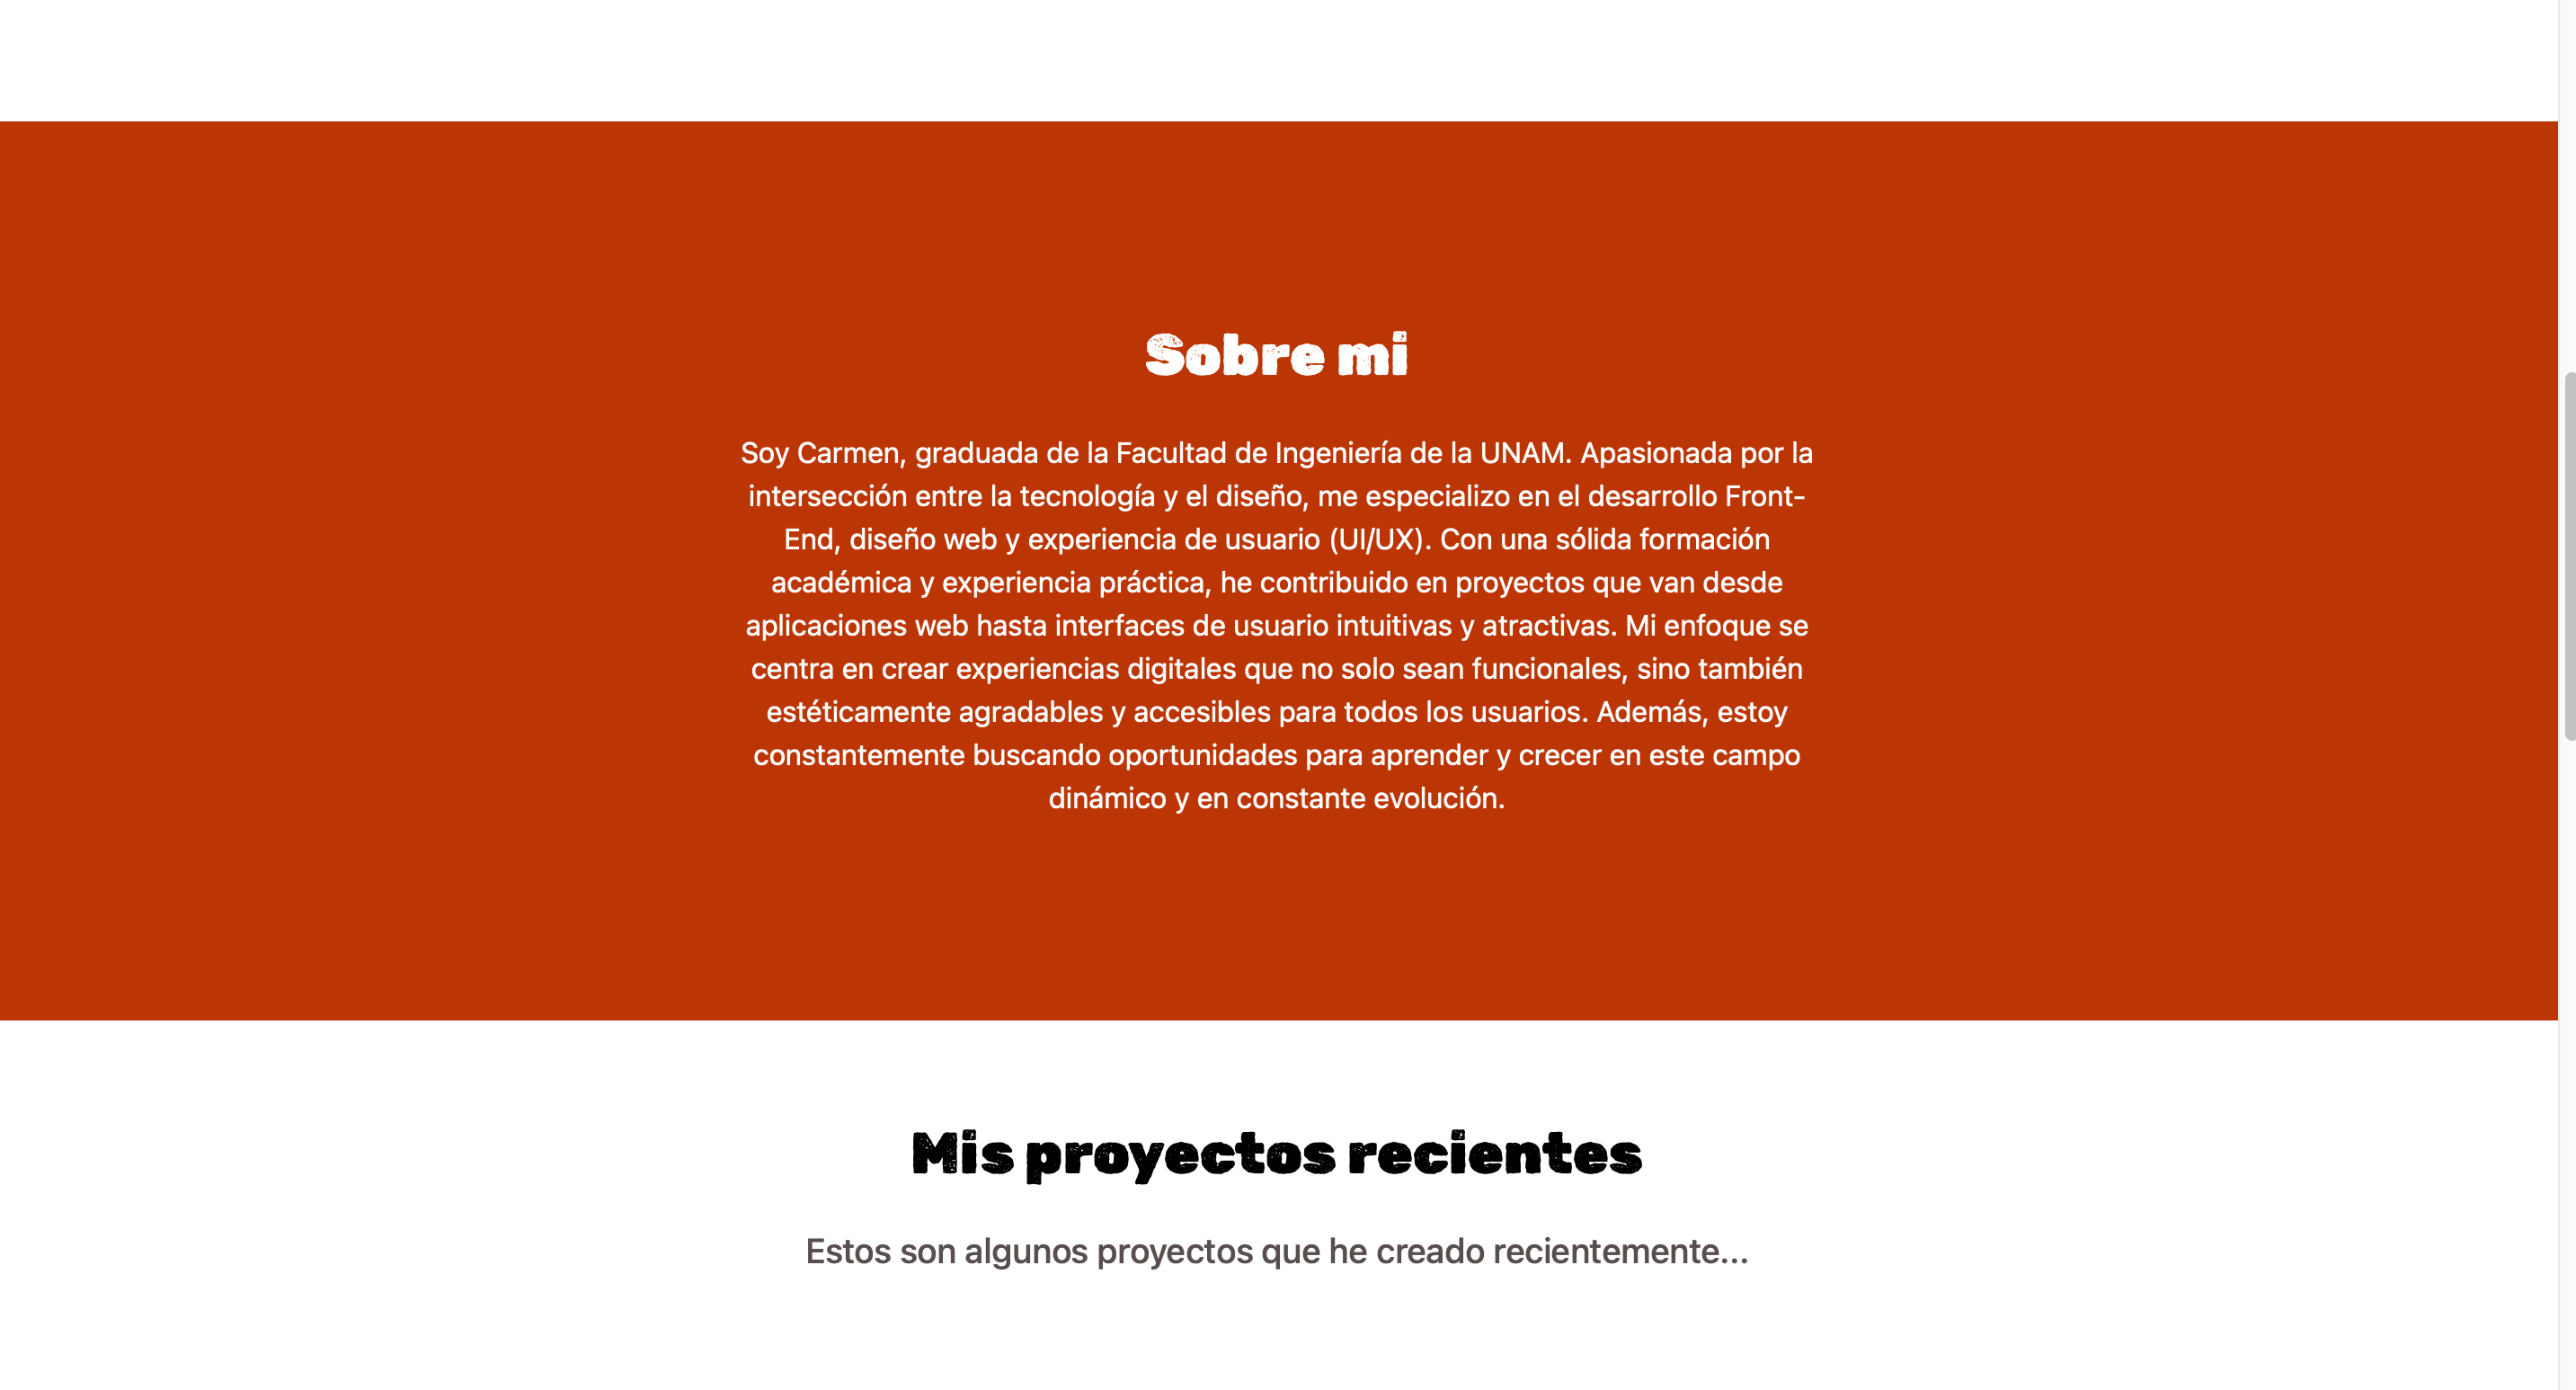 Sobre mi
Soy Carmen, graduada de la Facultad de Ingeniería de la UNAM. Apasionada por la
intersección entre la tecnología y el diseño, me especializo en el desarrollo Front-
End, diseño web y experiencia de usuario (UI/UX). Con una sólida formación
académica y experiencia práctica, he contribuido en proyectos que van desde
aplicaciones web hasta interfaces de usuario intuitivas y atractivas. Mi enfoque se
centra en crear experiencias digitales que no solo sean funcionales, sino también
estéticamente agradables y accesibles para todos los usuarios. Además, estoy
constantemente buscando oportunidades para aprender y crecer en este campo
dinámico y en constante evolución.
Mis proyectos recientes
Estos son algunos proyectos que he creado recientemente...